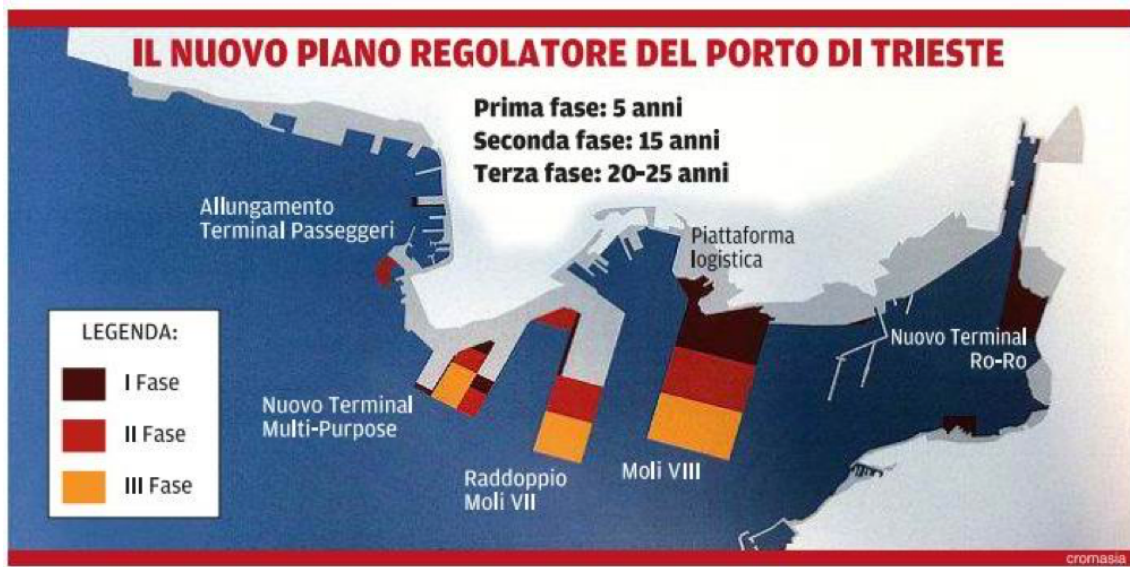 IL NUOVO PIANO REGOLATORE DEL PORTO DI TRIESTE
Prima fase: 5 anni
Seconda fase: 15 anni
Terza fase: 20-25 anni
Allungamento
Terminal Passeggeri
Piattaforma
logistica
Nuovo Terminal
Ro-Ro
LEGENDA:
I Fase
II Fase
III Fase
Nuovo Terminal
Multi-Purpose
Raddoppio
Moli VII
Moli VIII
cromasia